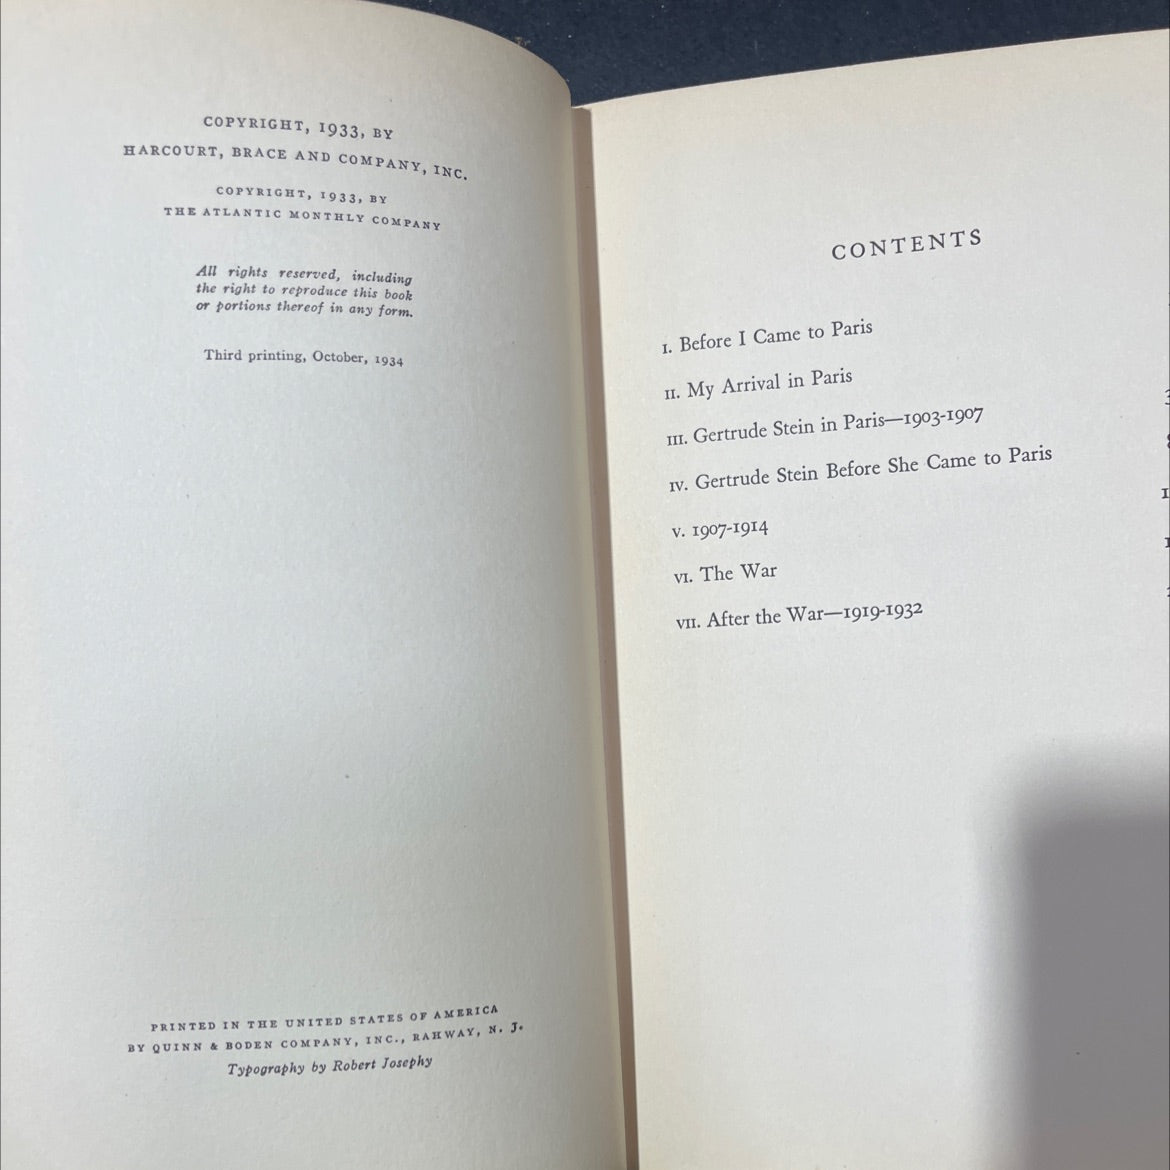 COPYRIGHT, 1933, BY
HARCOURT, BRACE AND COMPANY, INC.
COPYRIGHT, 1933, BY
THE ATLANTIC MONTHLY COMPANY
All rights reserved, including
the right to reproduce this book
or portions thereof in any form.
Third printing, October, 1934
PRINTED IN THE UNITED STATES OF AMERICA
BY QUINN & BODEN COMPANY, INC., RAHWAY, N. J.
Typography by Robert Josephy
CONTENTS
I. Before I Came to Paris
II. My Arrival in Paris
III. Gertrude Stein in Paris—1903-1907
IV. Gertrude Stein Before She Came to Paris
V. 1907-1914
VI. The War
VII. After the War—1919-1932